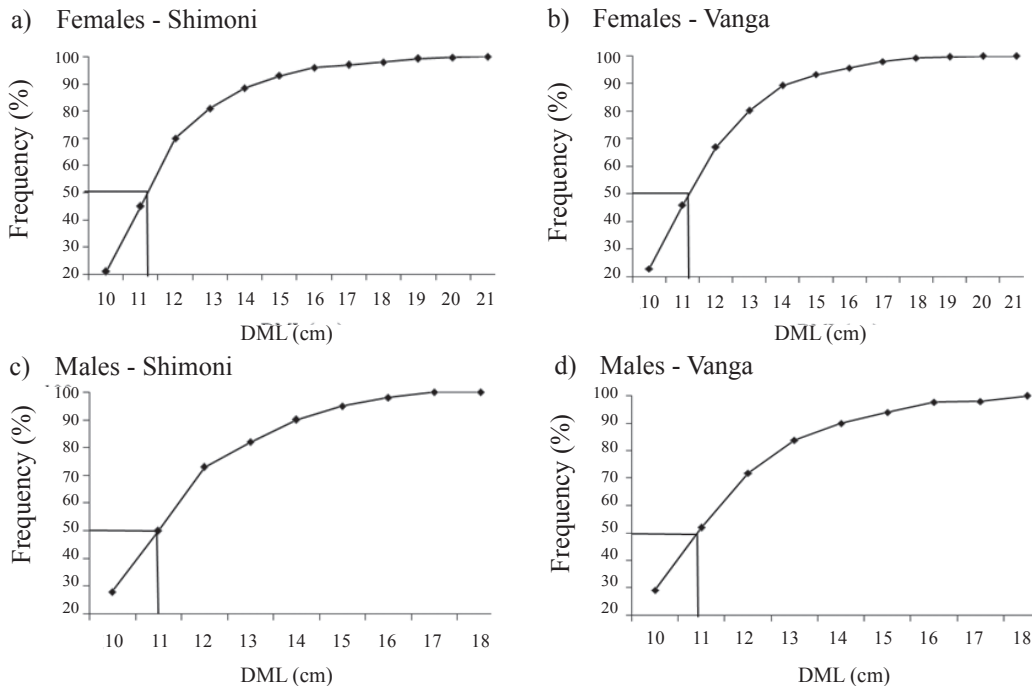 a) Females - Shimoni
Frequency (%)
100
90
80
70
60
50
40
30
20
10 11 12 13 14 15 16 17 18 19 20 21
DML (cm)
b) Females - Vanga
Frequency (%)
100
90
80
70
60
50
40
30
20
10 11 12 13 14 15 16 17 18 19 20 21
DML (cm)
c) Males - Shimoni
Frequency (%)
100
90
80
70
60
50
40
30
20
10 11 12 13 14 15 16 17 18
DML (cm)
d) Males - Vanga
Frequency (%)
100
90
80
70
60
50
40
30
20
10 11 12 13 14 15 16 17 18
DML (cm)